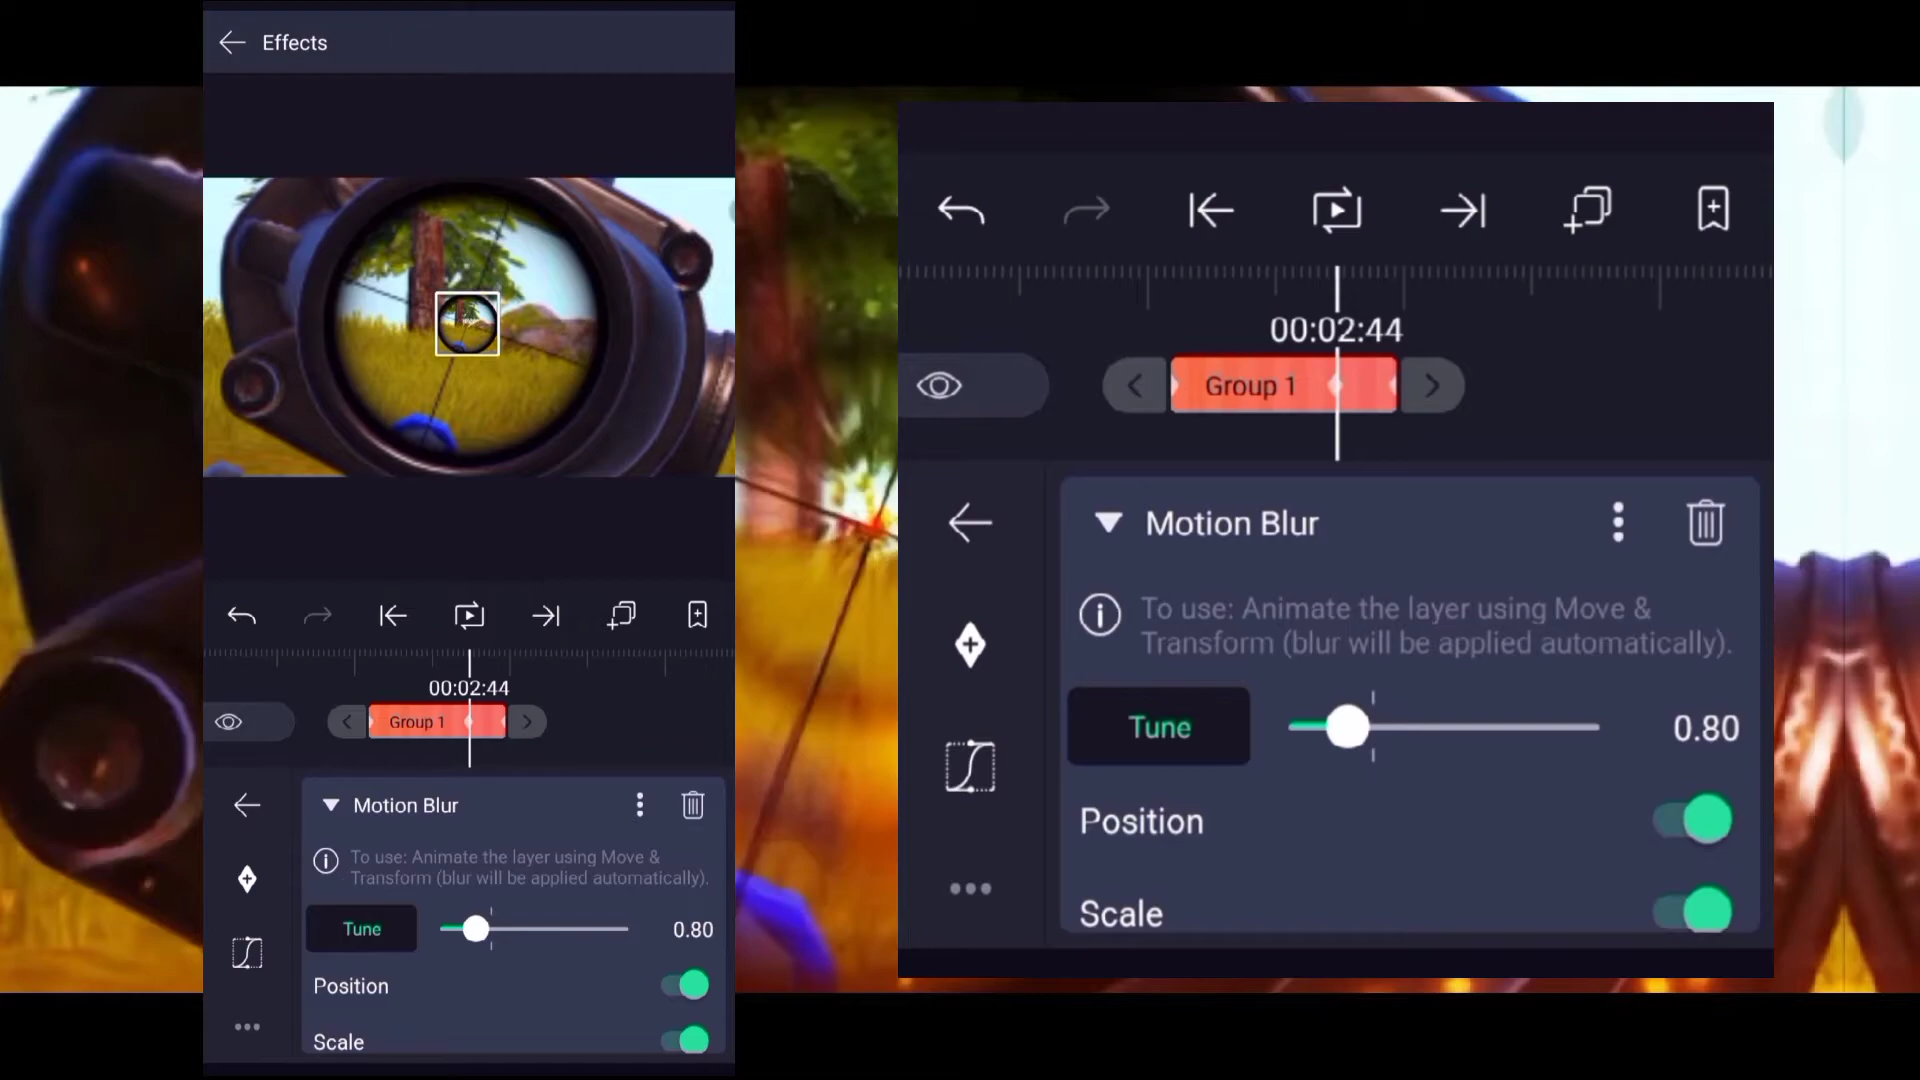 Effects
00:02:44
Group 1
Motion Blur
To use: Animate the layer using Move &
Transform (blur will be applied automatically).
Tune 0.80
Position
Scale
00:02:44
Group 1
Motion Blur
To use: Animate the layer using Move &
Transform (blur will be applied automatically).
Tune 0.80
Position
Scale